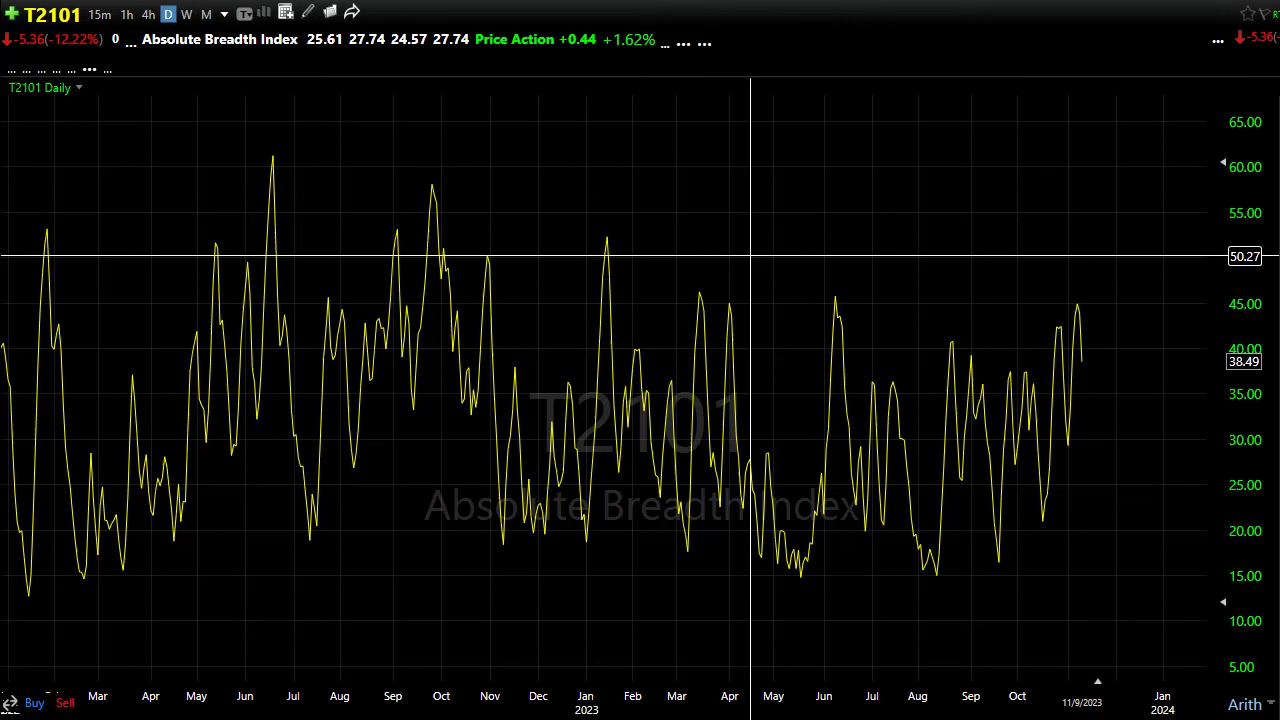 T2101 15m 1h 4h D W M
-5.36(-12.22%) 0 ... Absolute Breadth Index 25.61 27.74 24.57 27.74 Price Action +0.44 +1.62% ... ... ... ... -5.36(-
... ... ... ... ... ... ...
T2101 Daily
65.00
60.00
55.00
50.27
45.00
40.00
38.49
35.00
T2101
30.00
25.00
Absolute Breadth Index
20.00
15.00
10.00
5.00
Mar Apr May Jun Jul Aug Sep Oct Nov Dec Jan Feb Mar Apr May Jun Jul Aug Sep Oct Jan
Buy Sell 2023 11/9/2023 2024
Arith